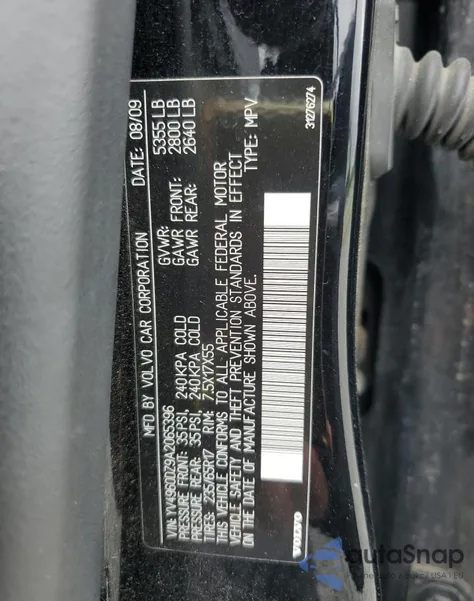 MFD BY VOLVO CAR CORPORATION DATE: 08/09
GVWR: 5355 LB
GAWR FRONT: 2800 LB
GAWR REAR: 2640 LB
VIN: YV4960DZ9A2065396
PRESSURE FRONT: 35PSI, 240KPA COLD
PRESSURE REAR: 35PSI, 240KPA COLD
TIRES: 235/65R17 RIM: 7,5X17X55
THIS VEHICLE CONFORMS TO ALL APPLICABLE FEDERAL MOTOR
VEHICLE SAFETY AND THEFT PREVENTION STANDARDS IN EFFECT
ON THE DATE OF MANUFACTURE SHOWN ABOVE. TYPE: MPV
VOLVO
31276274
autoSnap